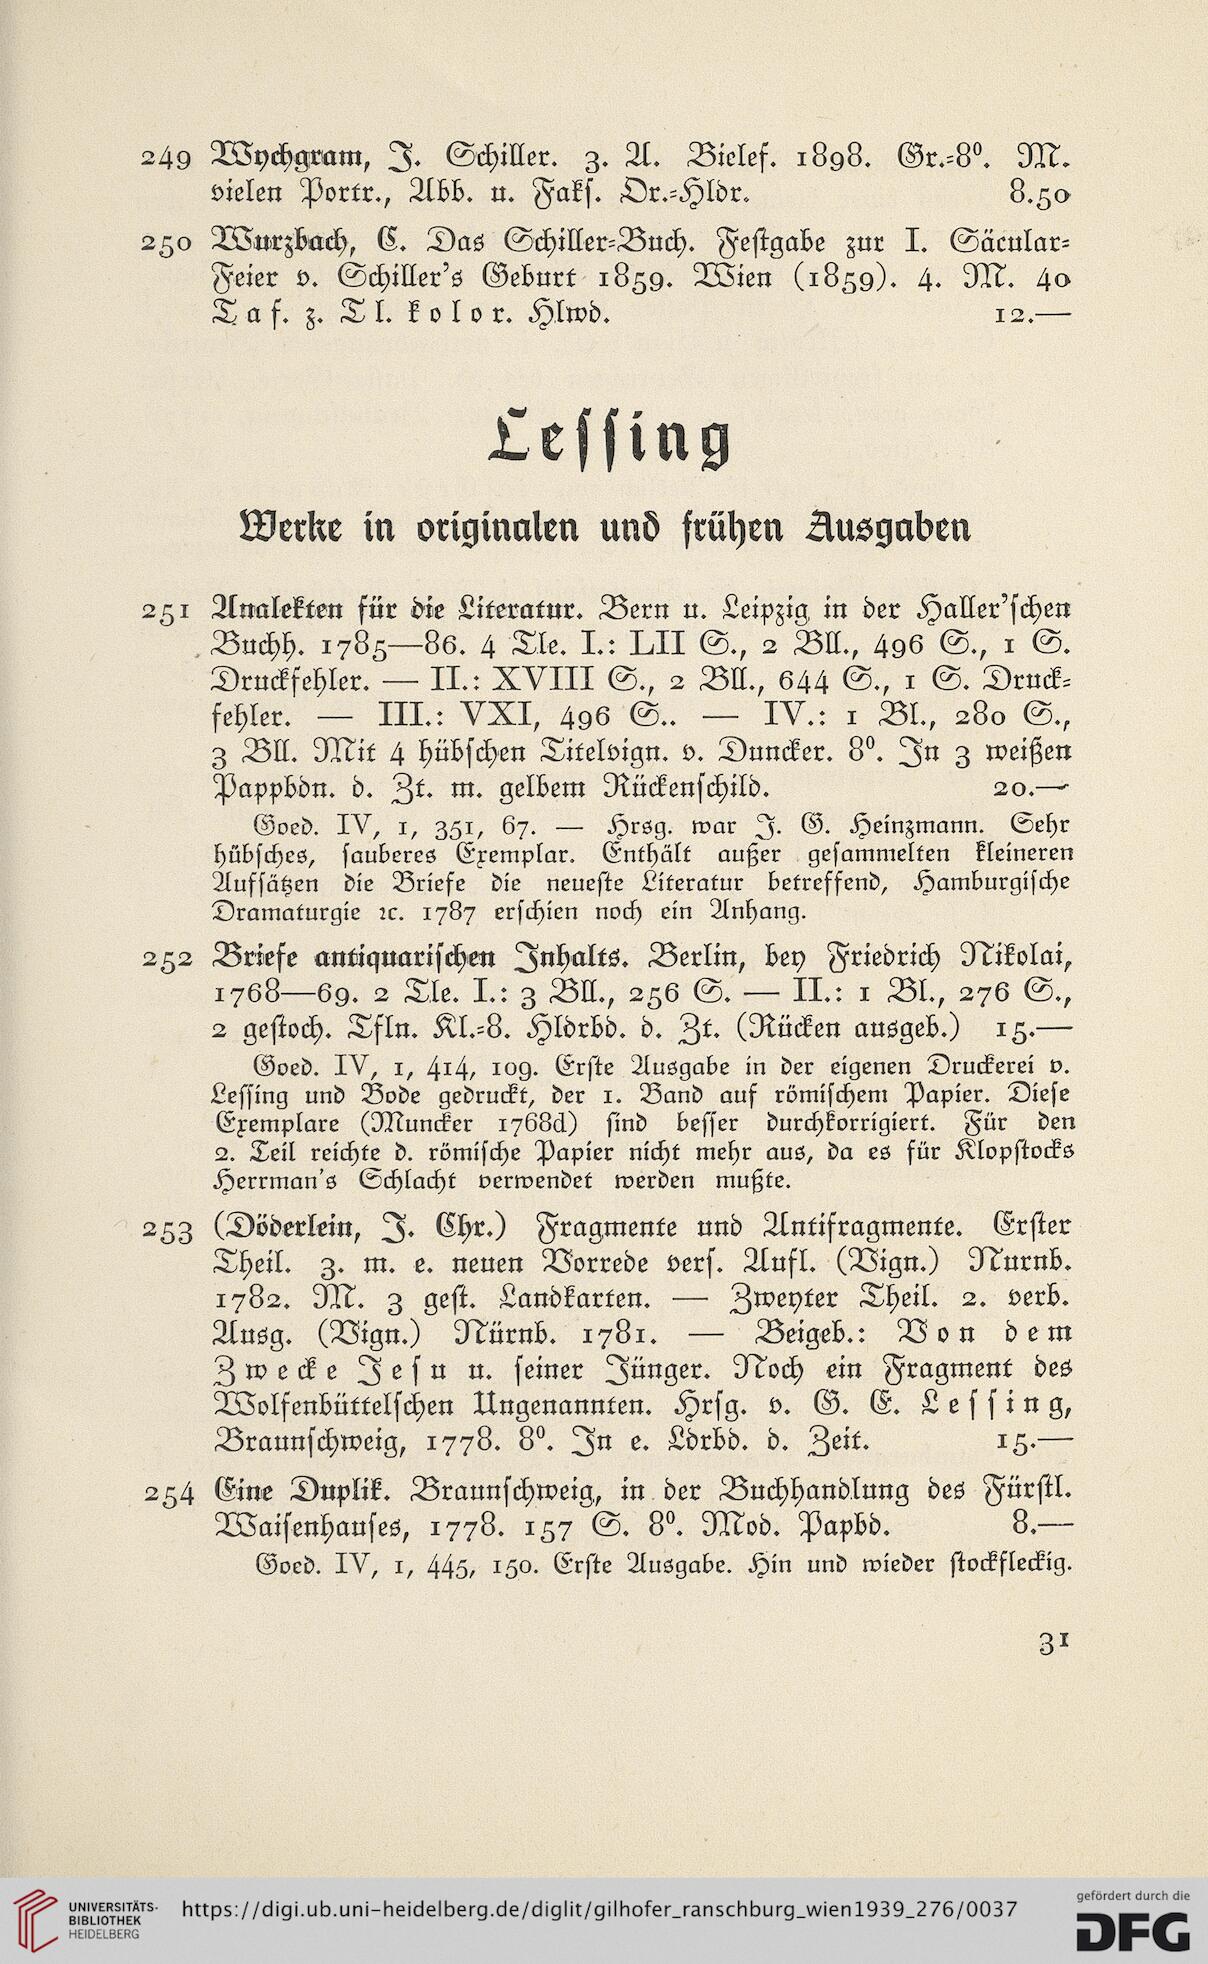 249 Wychgram, J. Schiller. 3. A. Bielef. 1898. Gr.=8⁰. M.
vielen Portr., Abb. u. Faks. Or.=Hldr. 8.50
250 Wurzbach, C. Das Schiller=Buch. Festgabe zur I. Säcular=
Feier v. Schiller's Geburt 1859. Wien (1859). 4. M. 40
Taf. z. Tl. kolor. Hlwd. 12.—
Lessing
Werke in originalen und frühen Ausgaben
251 Analekten für die Literatur. Bern u. Leipzig in der Haller'schen
Buchh. 1785—86. 4 Tle. I.: LII S., 2 Bll., 496 S., 1 S.
Druckfehler. — II.: XVIII S., 2 Bll., 644 S., 1 S. Druck=
fehler. — III.: VXI, 496 S.. — IV.: 1 Bl., 280 S.,
3 Bll. Mit 4 hübschen Titelvign. v. Duncker. 8⁰. In 3 weißen
Pappbdn. d. Zt. m. gelbem Rückenschild. 20.—
Goed. IV, 1, 351, 67. — Hrsg. war J. G. Heinzmann. Sehr
hübsches, sauberes Exemplar. Enthält außer gesammelten kleineren
Aufsätzen die Briefe die neueste Literatur betreffend, Hamburgische
Dramaturgie ꝛc. 1787 erschien noch ein Anhang.
252 Briefe antiquarischen Inhalts. Berlin, bey Friedrich Nikolai,
1768—69. 2 Tle. I.: 3 Bll., 256 S. — II.: 1 Bl., 276 S.,
2 gestoch. Tfln. Kl.=8. Hldrbd. d. Zt. (Rücken ausgeb.) 15.—
Goed. IV, 1, 414, 109. Erste Ausgabe in der eigenen Druckerei v.
Lessing und Bode gedruckt, der 1. Band auf römischem Papier. Diese
Exemplare (Muncker 1768d) sind besser durchkorrigiert. Für den
2. Teil reichte d. römische Papier nicht mehr aus, da es für Klopstocks
Herrman's Schlacht verwendet werden mußte.
253 (Döderlein, J. Chr.) Fragmente und Antifragmente. Erster
Theil. 3. m. e. neuen Vorrede vers. Aufl. (Vign.) Nurnb.
1782. M. 3 gest. Landkarten. — Zweyter Theil. 2. verb.
Ausg. (Vign.) Nürnb. 1781. — Beigeb.: Von dem
Zwecke Jesu u. seiner Jünger. Noch ein Fragment des
Wolfenbüttelschen Ungenannten. Hrsg. v. G. E. Lessing,
Braunschweig, 1778. 8⁰. In e. Ldrbd. d. Zeit. 15.—
254 Eine Duplik. Braunschweig, in der Buchhandlung des Fürstl.
Waisenhauses, 1778. 157 S. 8⁰. Mod. Papbd. 8.—
Goed. IV, 1, 445, 150. Erste Ausgabe. Hin und wieder stockfleckig.
31
UNIVERSITÄTS-
BIBLIOTHEK
HEIDELBERG
https://digi.ub.uni-heidelberg.de/diglit/gilhofer_ranschburg_wien1939_276/0037
gefördert durch die
DFG